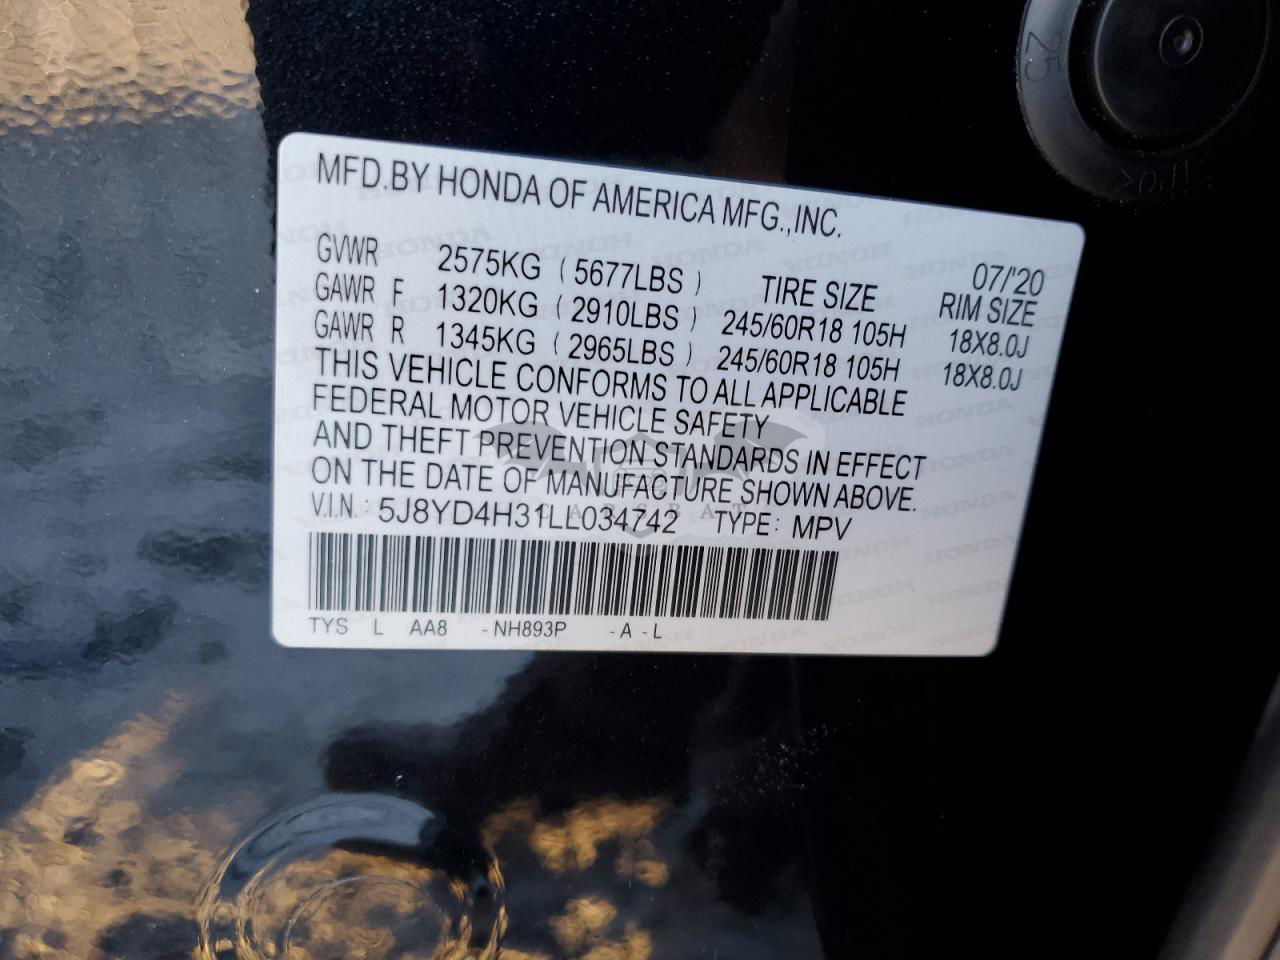 MFD.BY HONDA OF AMERICA MFG.,INC.
07/'20
GVWR 2575KG ( 5677LBS ) TIRE SIZE RIM SIZE
GAWR F 1320KG ( 2910LBS ) 245/60R18 105H 18X8.0J
GAWR R 1345KG ( 2965LBS ) 245/60R18 105H 18X8.0J
THIS VEHICLE CONFORMS TO ALL APPLICABLE
FEDERAL MOTOR VEHICLE SAFETY
AND THEFT PREVENTION STANDARDS IN EFFECT
ON THE DATE OF MANUFACTURE SHOWN ABOVE.
V.I.N.: 5J8YD4H31LL034742 TYPE: MPV
TYS L AA8 -NH893P -A -L
25